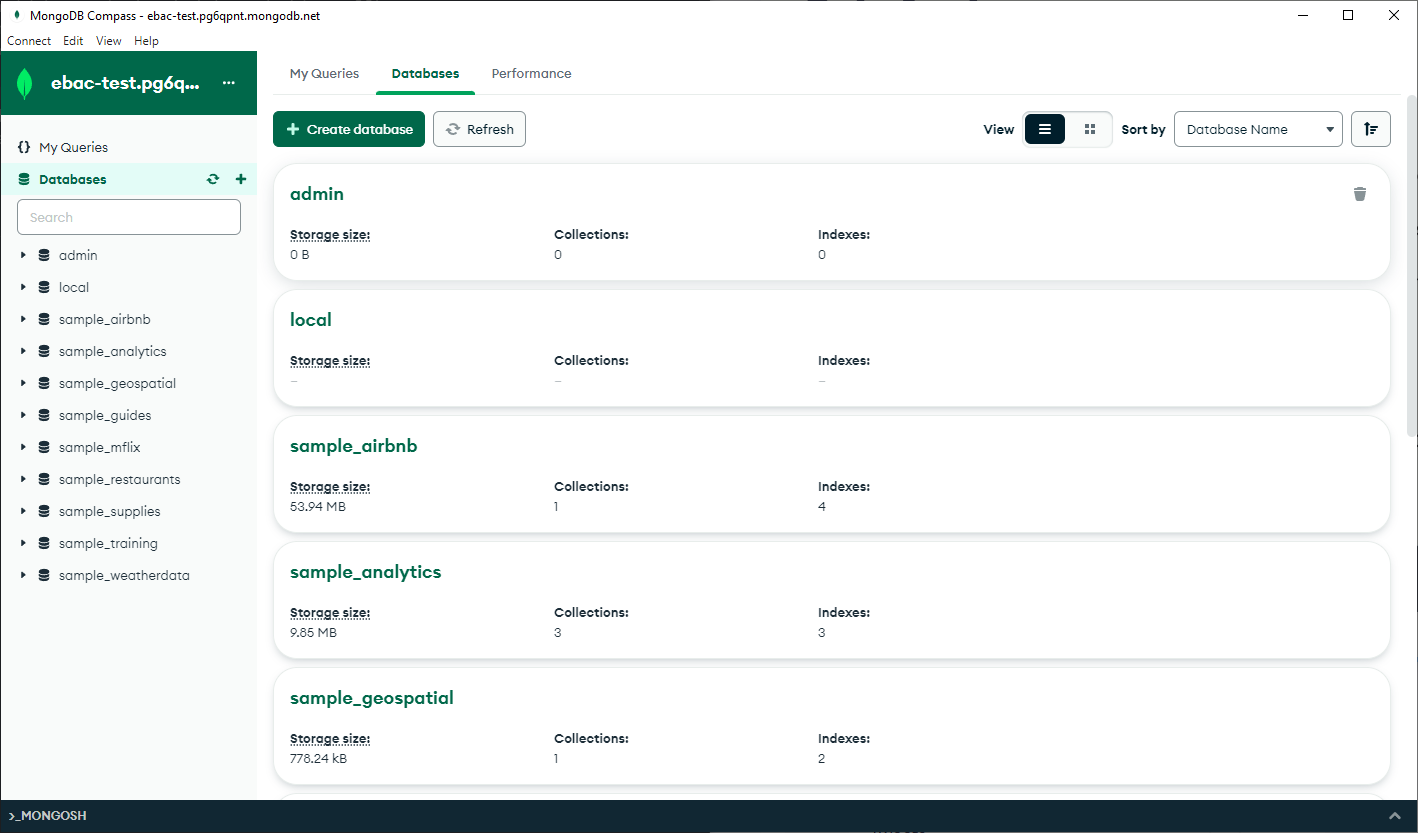 MongoDB Compass - ebac-test.pg6qpnt.mongodb.net
Connect Edit View Help
ebac-test.pg6q...
My Queries
Databases
Search
admin
local
sample_airbnb
sample_analytics
sample_geospatial
sample_guides
sample_mflix
sample_restaurants
sample_supplies
sample_training
sample_weatherdata
My Queries Databases Performance
Create database Refresh View Sort by Database Name
admin
Storage size: Collections: Indexes:
0 B 0 0
local
Storage size: Collections: Indexes:
– – –
sample_airbnb
Storage size: Collections: Indexes:
53.94 MB 1 4
sample_analytics
Storage size: Collections: Indexes:
9.85 MB 3 3
sample_geospatial
Storage size: Collections: Indexes:
778.24 kB 1 2
>_MONGOSH